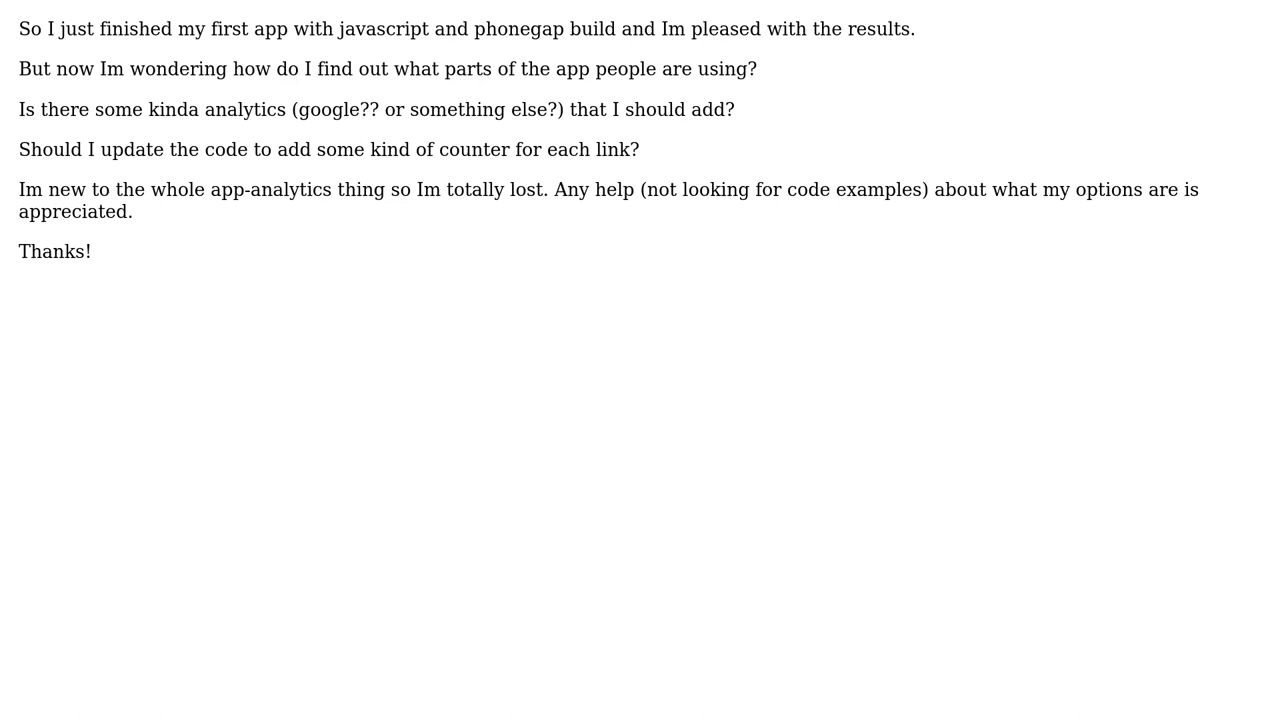 So I just finished my first app with javascript and phonegap build and Im pleased with the results.
But now Im wondering how do I find out what parts of the app people are using?
Is there some kinda analytics (google?? or something else?) that I should add?
Should I update the code to add some kind of counter for each link?
Im new to the whole app-analytics thing so Im totally lost. Any help (not looking for code examples) about what my options are is
appreciated.
Thanks!